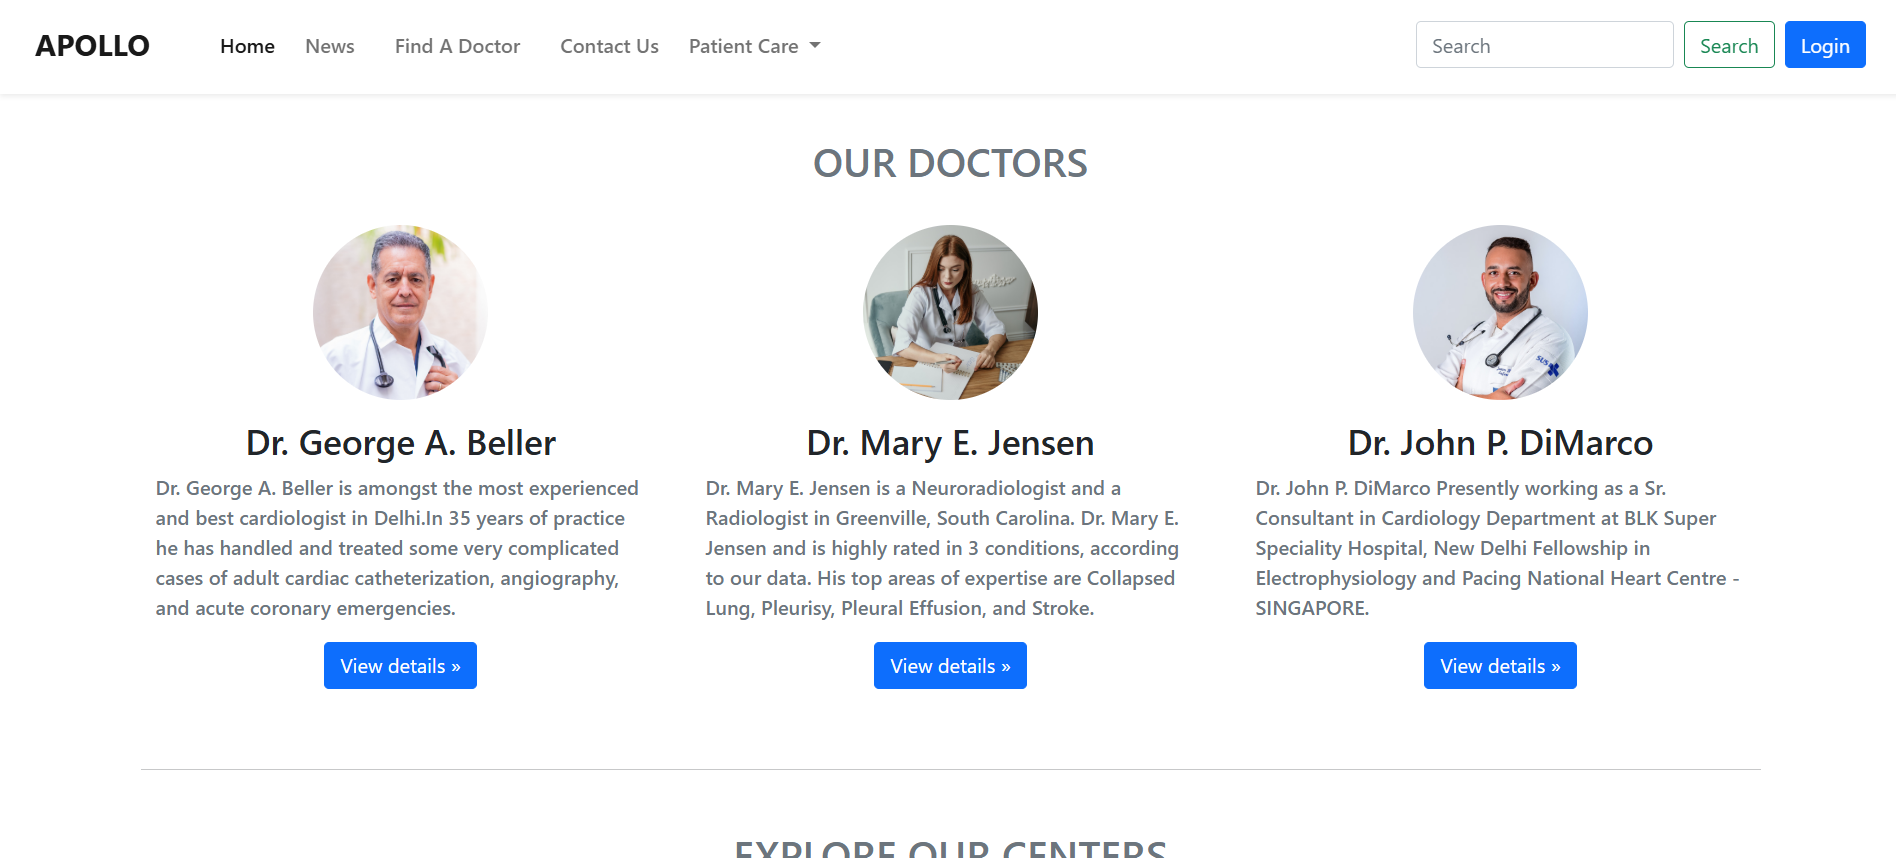 APOLLO
Home News Find A Doctor Contact Us Patient Care
Search Search Login
OUR DOCTORS
Dr. George A. Beller
Dr. George A. Beller is amongst the most experienced
and best cardiologist in Delhi.In 35 years of practice
he has handled and treated some very complicated
cases of adult cardiac catheterization, angiography,
and acute coronary emergencies.
View details »
Dr. Mary E. Jensen
Dr. Mary E. Jensen is a Neuroradiologist and a
Radiologist in Greenville, South Carolina. Dr. Mary E.
Jensen and is highly rated in 3 conditions, according
to our data. His top areas of expertise are Collapsed
Lung, Pleurisy, Pleural Effusion, and Stroke.
View details »
SUS
Dr. John P. DiMarco
Dr. John P. DiMarco Presently working as a Sr.
Consultant in Cardiology Department at BLK Super
Speciality Hospital, New Delhi Fellowship in
Electrophysiology and Pacing National Heart Centre -
SINGAPORE.
View details »
EXPLORE OUR CENTERS